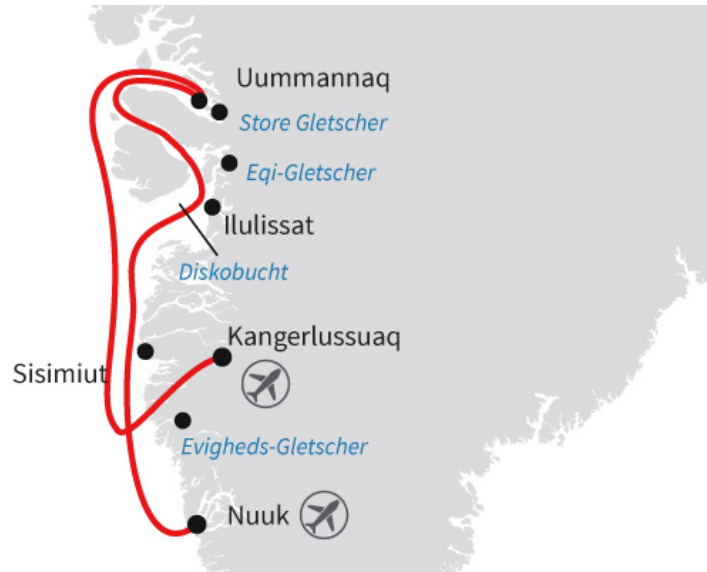 Uummannaq
Store Gletscher
Eqi-Gletscher
Ilulissat
Diskobucht
Kangerlussuaq
Sisimiut
Evigheds-Gletscher
Nuuk